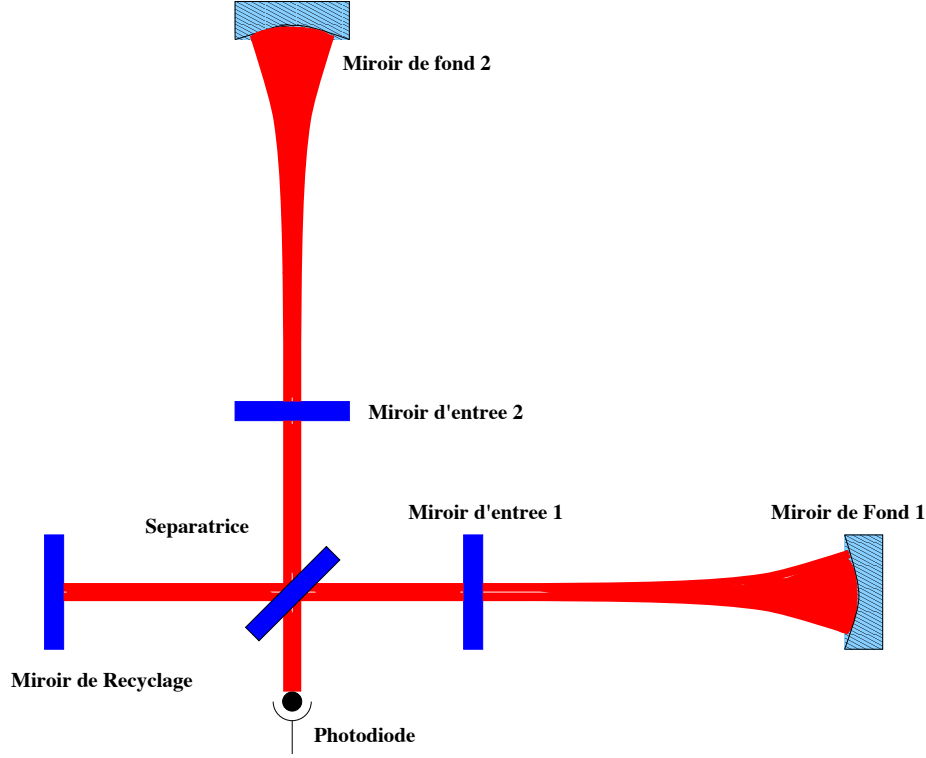 Miroir de fond 2
Miroir d'entree 2
Miroir d'entree 1
Miroir de Fond 1
Separatrice
Miroir de Recyclage
Photodiode